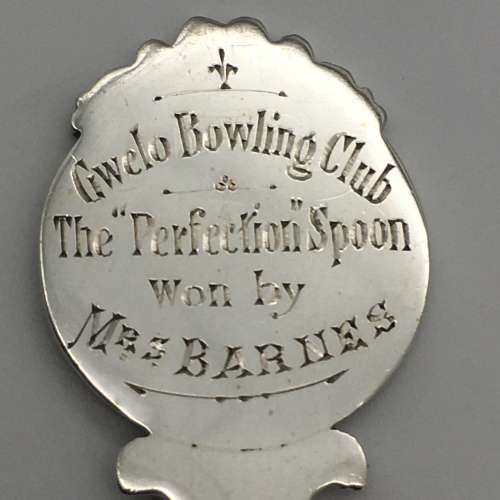 Gwelo Bowling Club
The "Perfection" Spoon
Won by
Mrs BARNES